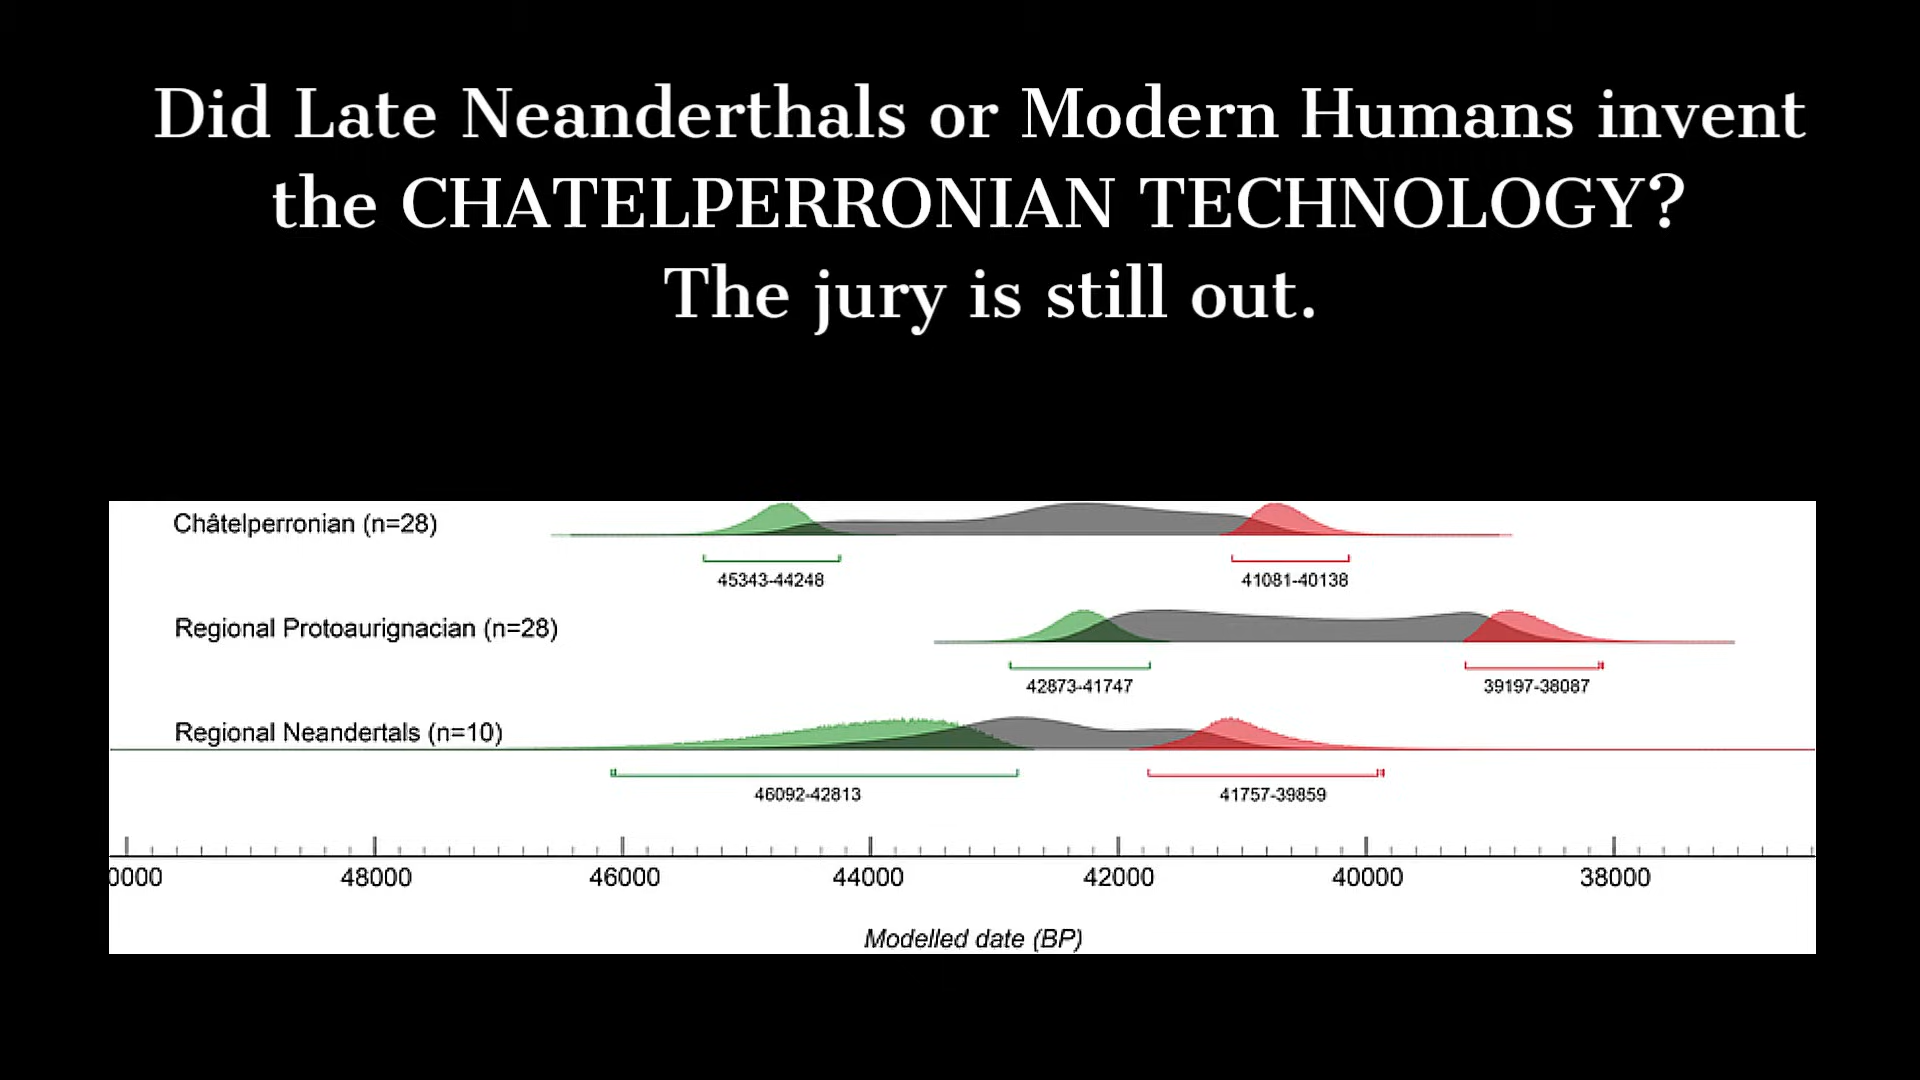 Did Late Neanderthals or Modern Humans invent
the CHATELPERRONIAN TECHNOLOGY?
The jury is still out.
Châtelperronian (n=28)
45343-44248
41081-40138
Regional Protoaurignacian (n=28)
42873-41747
39197-38087
Regional Neandertals (n=10)
46092-42813
41757-39859
0000 48000 46000 44000 42000 40000 38000
Modelled date (BP)